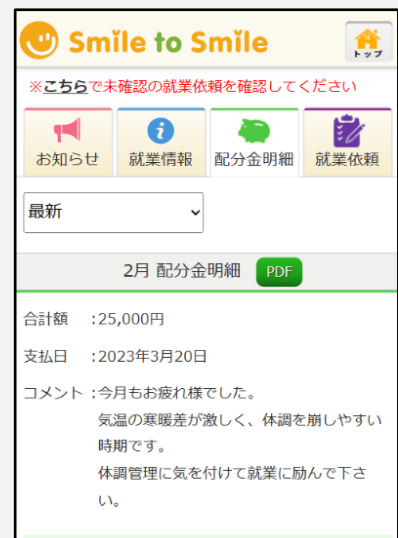 Smile to Smile
トップ
※こちらで未確認の就業依頼を確認してください
お知らせ
就業情報
配分金明細
就業依頼
最新
2月 配分金明細 PDF
合計額 :25,000円
支払日 :2023年3月20日
コメント :今月もお疲れ様でした。
気温の寒暖差が激しく、体調を崩しやすい
時期です。
体調管理に気を付けて就業に励んで下さ
い。